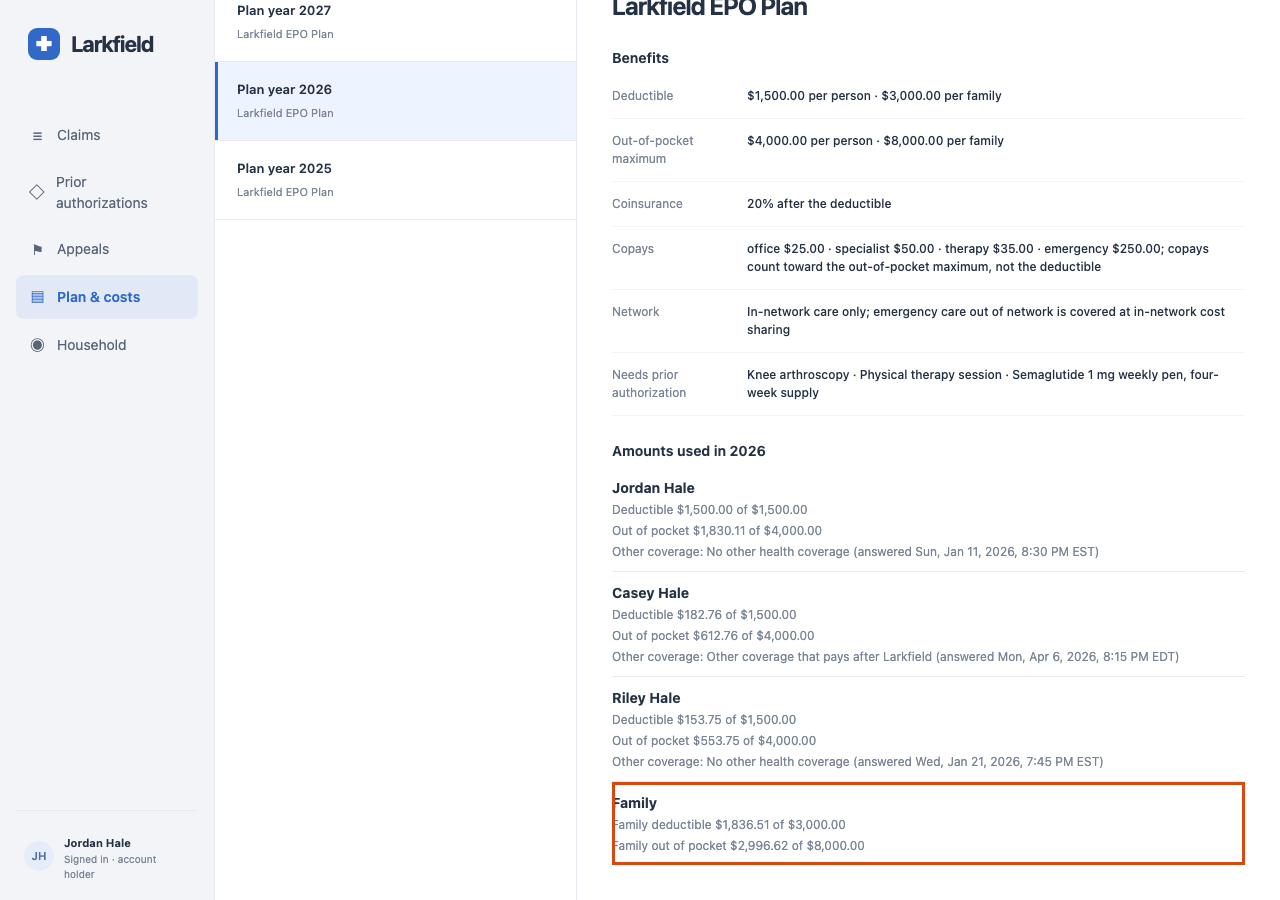 Larkfield
Claims
Prior
authorizations
Appeals
Plan & costs
Household
Jordan Hale
JH
Signed in · account
holder
Plan year 2027
Larkfield EPO Plan
Plan year 2026
Larkfield EPO Plan
Plan year 2025
Larkfield EPO Plan
Larkfield EPO Plan
Benefits
Deductible
$1,500.00 per person · $3,000.00 per family
Out-of-pocket
maximum
$4,000.00 per person · $8,000.00 per family
Coinsurance
20% after the deductible
Copays
office $25.00 · specialist $50.00 · therapy $35.00 · emergency $250.00; copays
count toward the out-of-pocket maximum, not the deductible
Network
In-network care only; emergency care out of network is covered at in-network cost
sharing
Needs prior
authorization
Knee arthroscopy · Physical therapy session · Semaglutide 1 mg weekly pen, four-
week supply
Amounts used in 2026
Jordan Hale
Deductible $1,500.00 of $1,500.00
Out of pocket $1,830.11 of $4,000.00
Other coverage: No other health coverage (answered Sun, Jan 11, 2026, 8:30 PM EST)
Casey Hale
Deductible $182.76 of $1,500.00
Out of pocket $612.76 of $4,000.00
Other coverage: Other coverage that pays after Larkfield (answered Mon, Apr 6, 2026, 8:15 PM EDT)
Riley Hale
Deductible $153.75 of $1,500.00
Out of pocket $553.75 of $4,000.00
Other coverage: No other health coverage (answered Wed, Jan 21, 2026, 7:45 PM EST)
Family
Family deductible $1,836.51 of $3,000.00
Family out of pocket $2,996.62 of $8,000.00